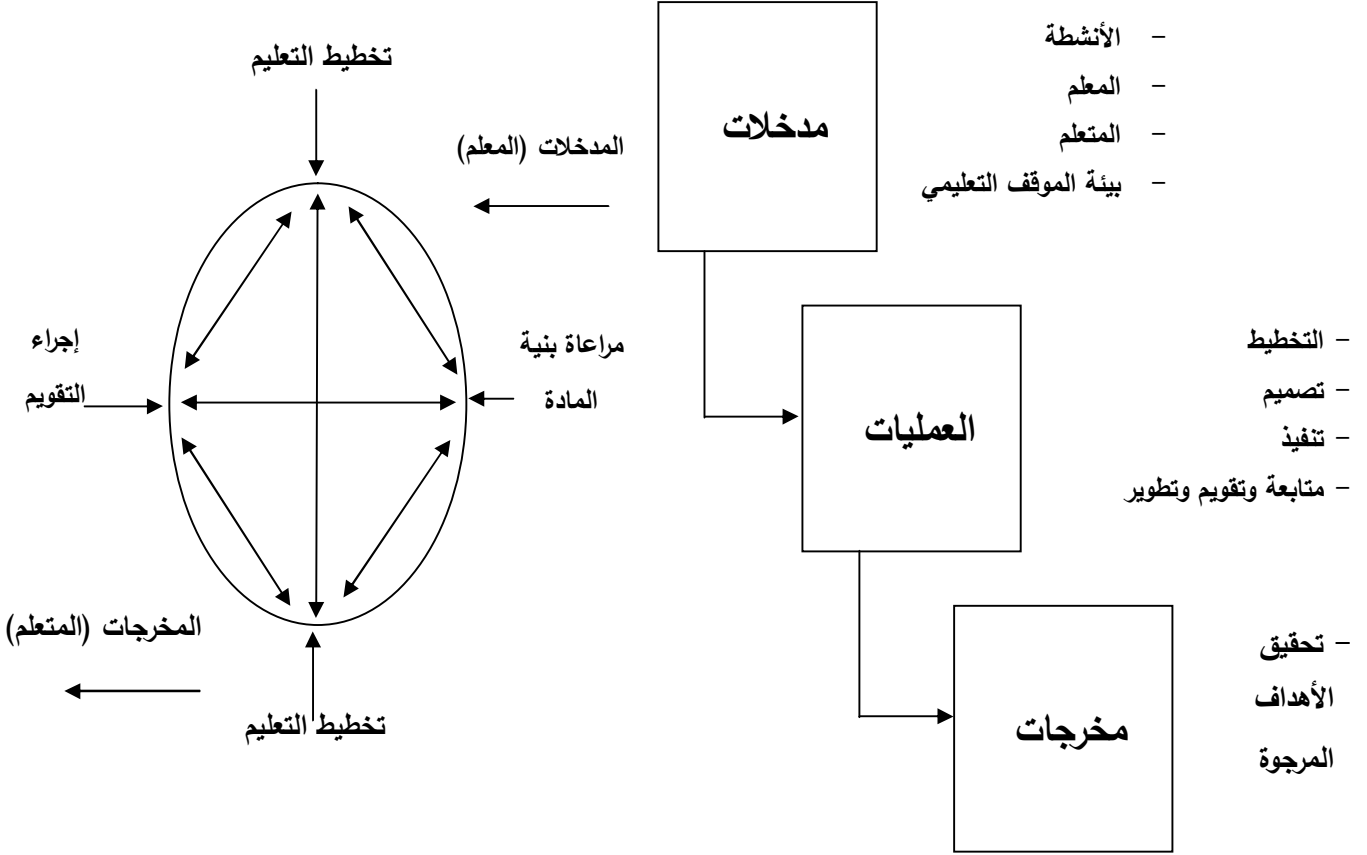 - الأنشطة
- المعلم
- المتعلم
- بيئة الموقف التعليمي
مدخلات
- التخطيط
- تصميم
- تنفيذ
- متابعة وتقويم وتطوير
العمليات
- تحقيق
الأهداف
المرجوة
مخرجات
تخطيط التعليم
المدخلات (المعلم)
مراعاة بنية
المادة
إجراء
التقويم
المخرجات (المتعلم)
تخطيط التعليم